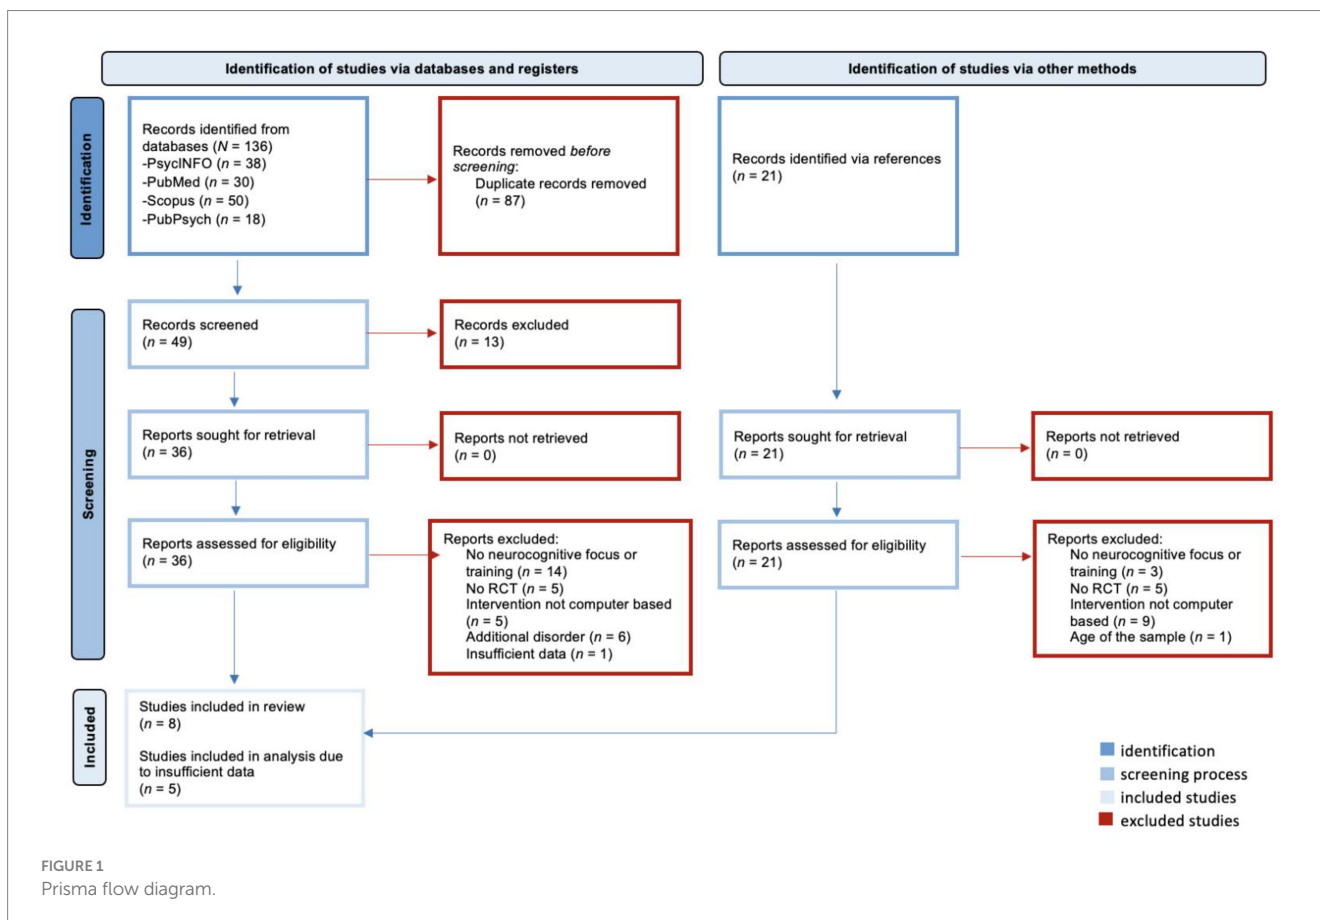 Identification of studies via databases and registers
Identification of studies via other methods
Identification
Records identified from
databases (N = 136)
-PsycINFO (n = 38)
-PubMed (n = 30)
-Scopus (n = 50)
-PubPsych (n = 18)
Records removed before
screening:
Duplicate records removed
(n = 87)
Records identified via references
(n = 21)
Screening
Records screened
(n = 49)
Records excluded
(n = 13)
Reports sought for retrieval
(n = 36)
Reports not retrieved
(n = 0)
Reports sought for retrieval
(n = 21)
Reports not retrieved
(n = 0)
Reports assessed for eligibility
(n = 36)
Reports excluded:
No neurocognitive focus or
training (n = 14)
No RCT (n = 5)
Intervention not computer based
(n = 5)
Additional disorder (n = 6)
Insufficient data (n = 1)
Reports assessed for eligibility
(n = 21)
Reports excluded:
No neurocognitive focus or
training (n = 3)
No RCT (n = 5)
Intervention not computer
based (n = 9)
Age of the sample (n = 1)
Included
Studies included in review
(n = 8)
Studies included in analysis due
to insufficient data
(n = 5)
identification
screening process
included studies
excluded studies
FIGURE 1
Prisma flow diagram.